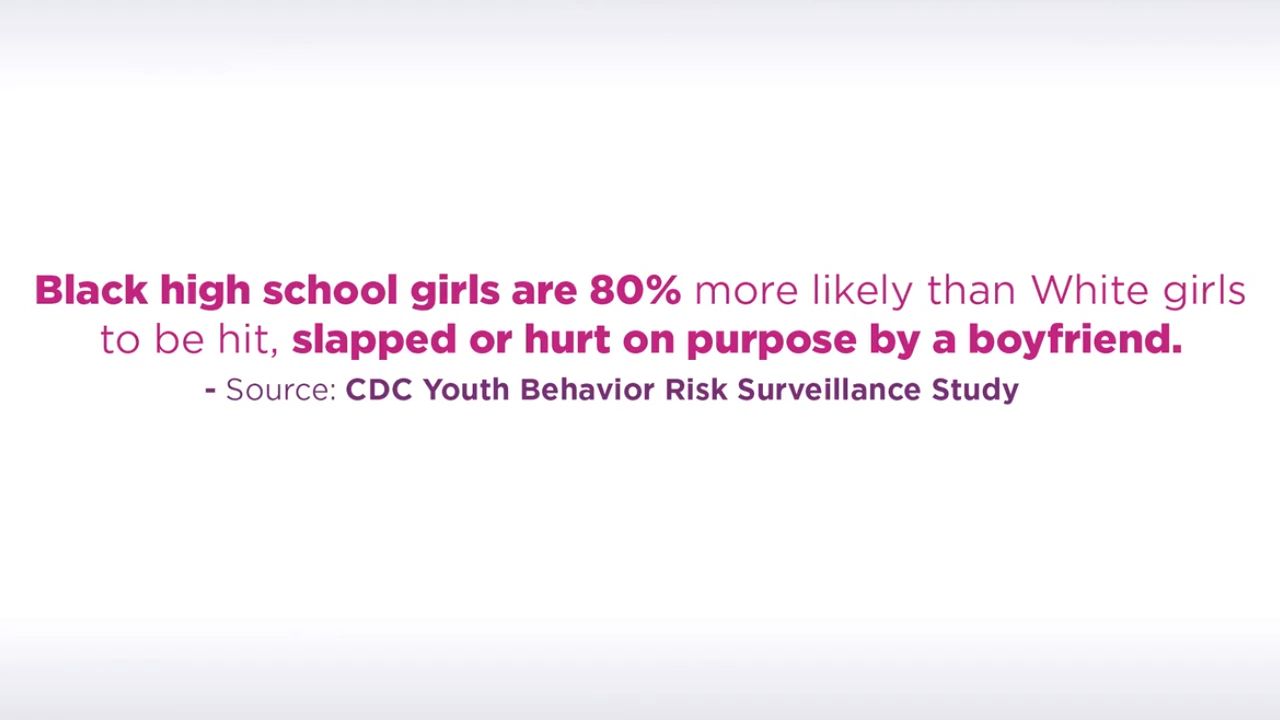 Black high school girls are 80% more likely than White girls
to be hit, slapped or hurt on purpose by a boyfriend.
- Source: CDC Youth Behavior Risk Surveillance Study